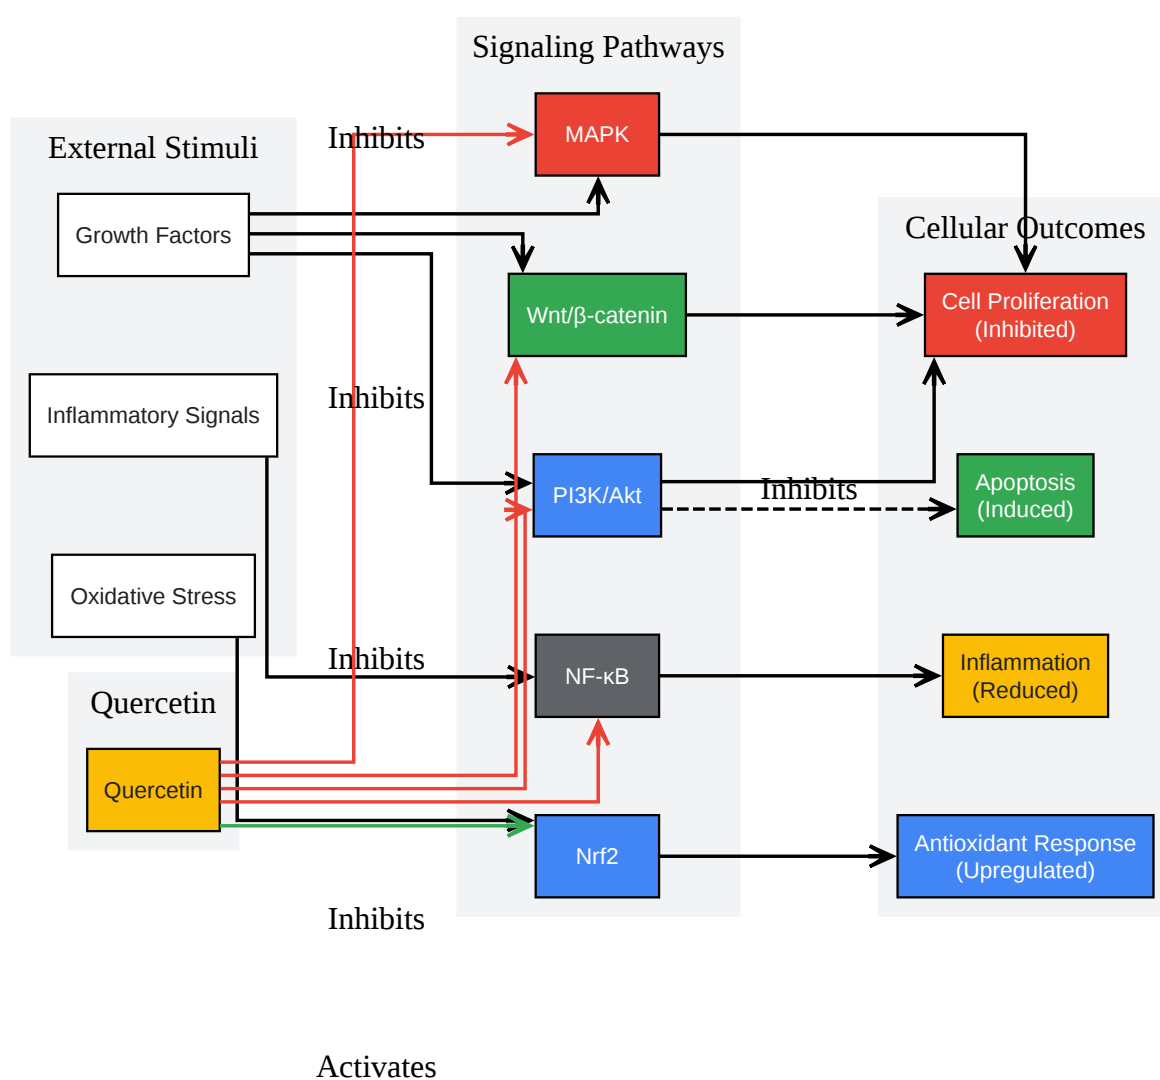 Signaling Pathways
External Stimuli
Inhibits
MAPK
Growth Factors
Cellular Outcomes
Wnt/β-catenin
Cell Proliferation
(Inhibited)
Inflammatory Signals
Inhibits
PI3K/Akt
Inhibits
Apoptosis
(Induced)
Oxidative Stress
Inhibits
NF-κB
Inflammation
(Reduced)
Quercetin
Quercetin
Nrf2
Antioxidant Response
(Upregulated)
Inhibits
Activates